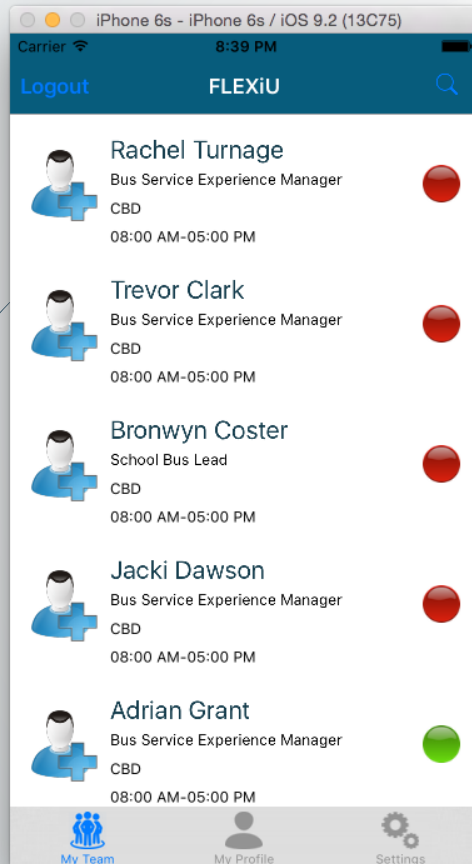 iPhone 6s - iPhone 6s / iOS 9.2 (13C75)
Carrier 8:39 PM
Logout FLEXiU
Rachel Turnage
Bus Service Experience Manager
CBD
08:00 AM-05:00 PM
Trevor Clark
Bus Service Experience Manager
CBD
08:00 AM-05:00 PM
Bronwyn Coster
School Bus Lead
CBD
08:00 AM-05:00 PM
Jacki Dawson
Bus Service Experience Manager
CBD
08:00 AM-05:00 PM
Adrian Grant
Bus Service Experience Manager
CBD
08:00 AM-05:00 PM
My Team My Profile Settings